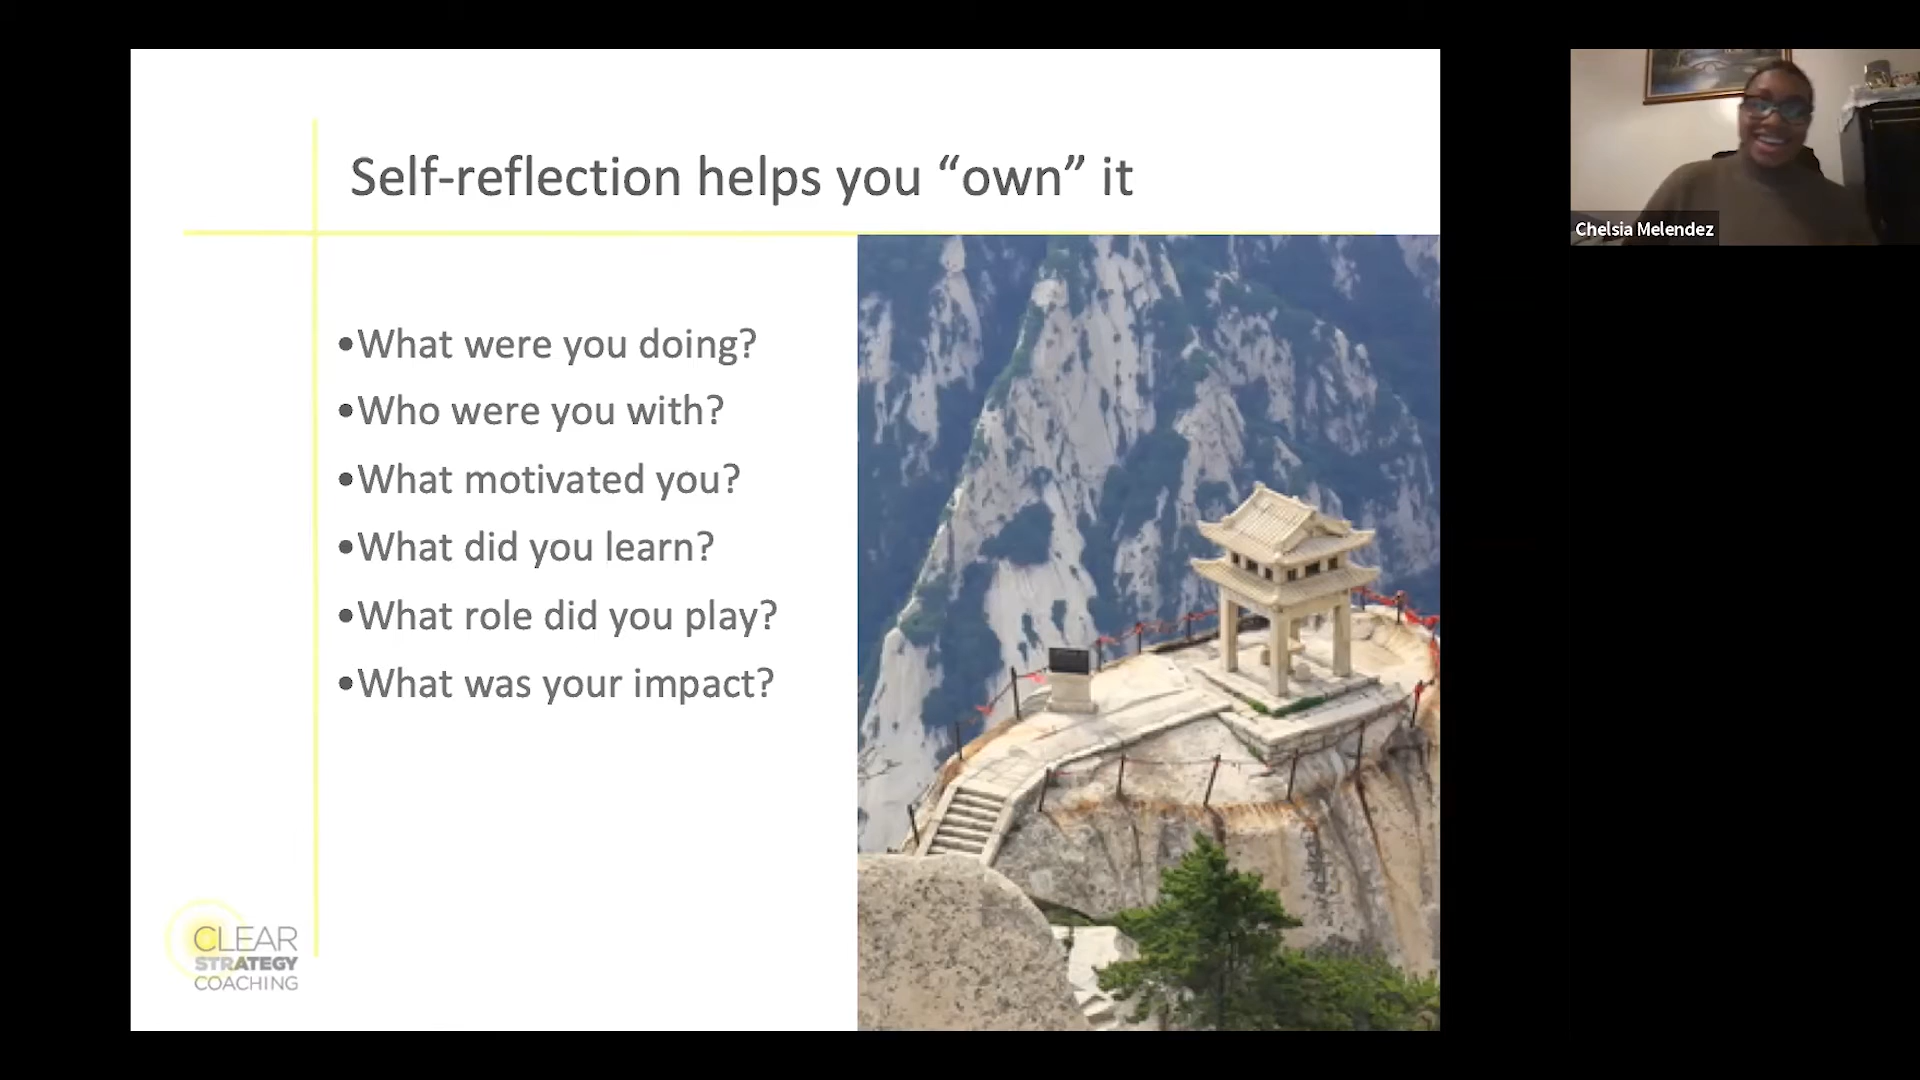 Self-reflection helps you “own” it
•What were you doing?
•Who were you with?
•What motivated you?
•What did you learn?
•What role did you play?
•What was your impact?
CLEAR
STRATEGY
COACHING
Chelsia Melendez